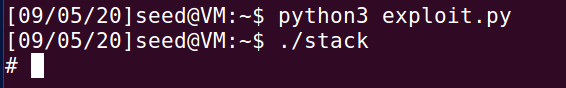 [09/05/20]seed@VM:~$ python3 exploit.py
[09/05/20]seed@VM:~$ ./stack
#